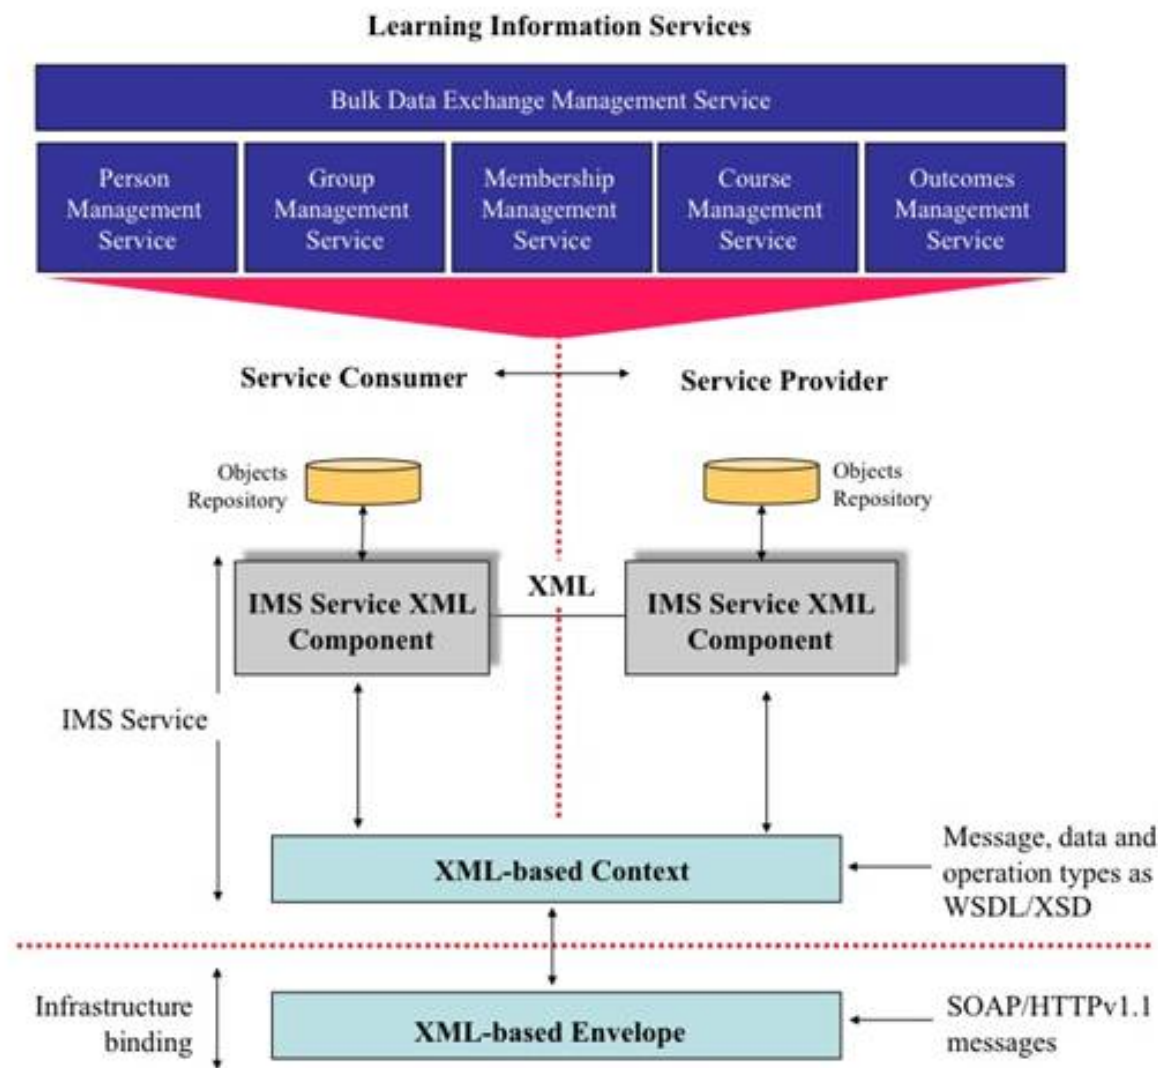 Learning Information Services
Bulk Data Exchange Management Service
Person
Management
Service
Group
Management
Service
Membership
Management
Service
Course
Management
Service
Outcomes
Management
Service
Service Consumer
Service Provider
Objects
Repository
Objects
Repository
IMS Service XML
Component
XML
IMS Service XML
Component
IMS Service
XML-based Context
Message, data and
operation types as
WSDL/XSD
Infrastructure
binding
XML-based Envelope
SOAP/HTTPv1.1
messages